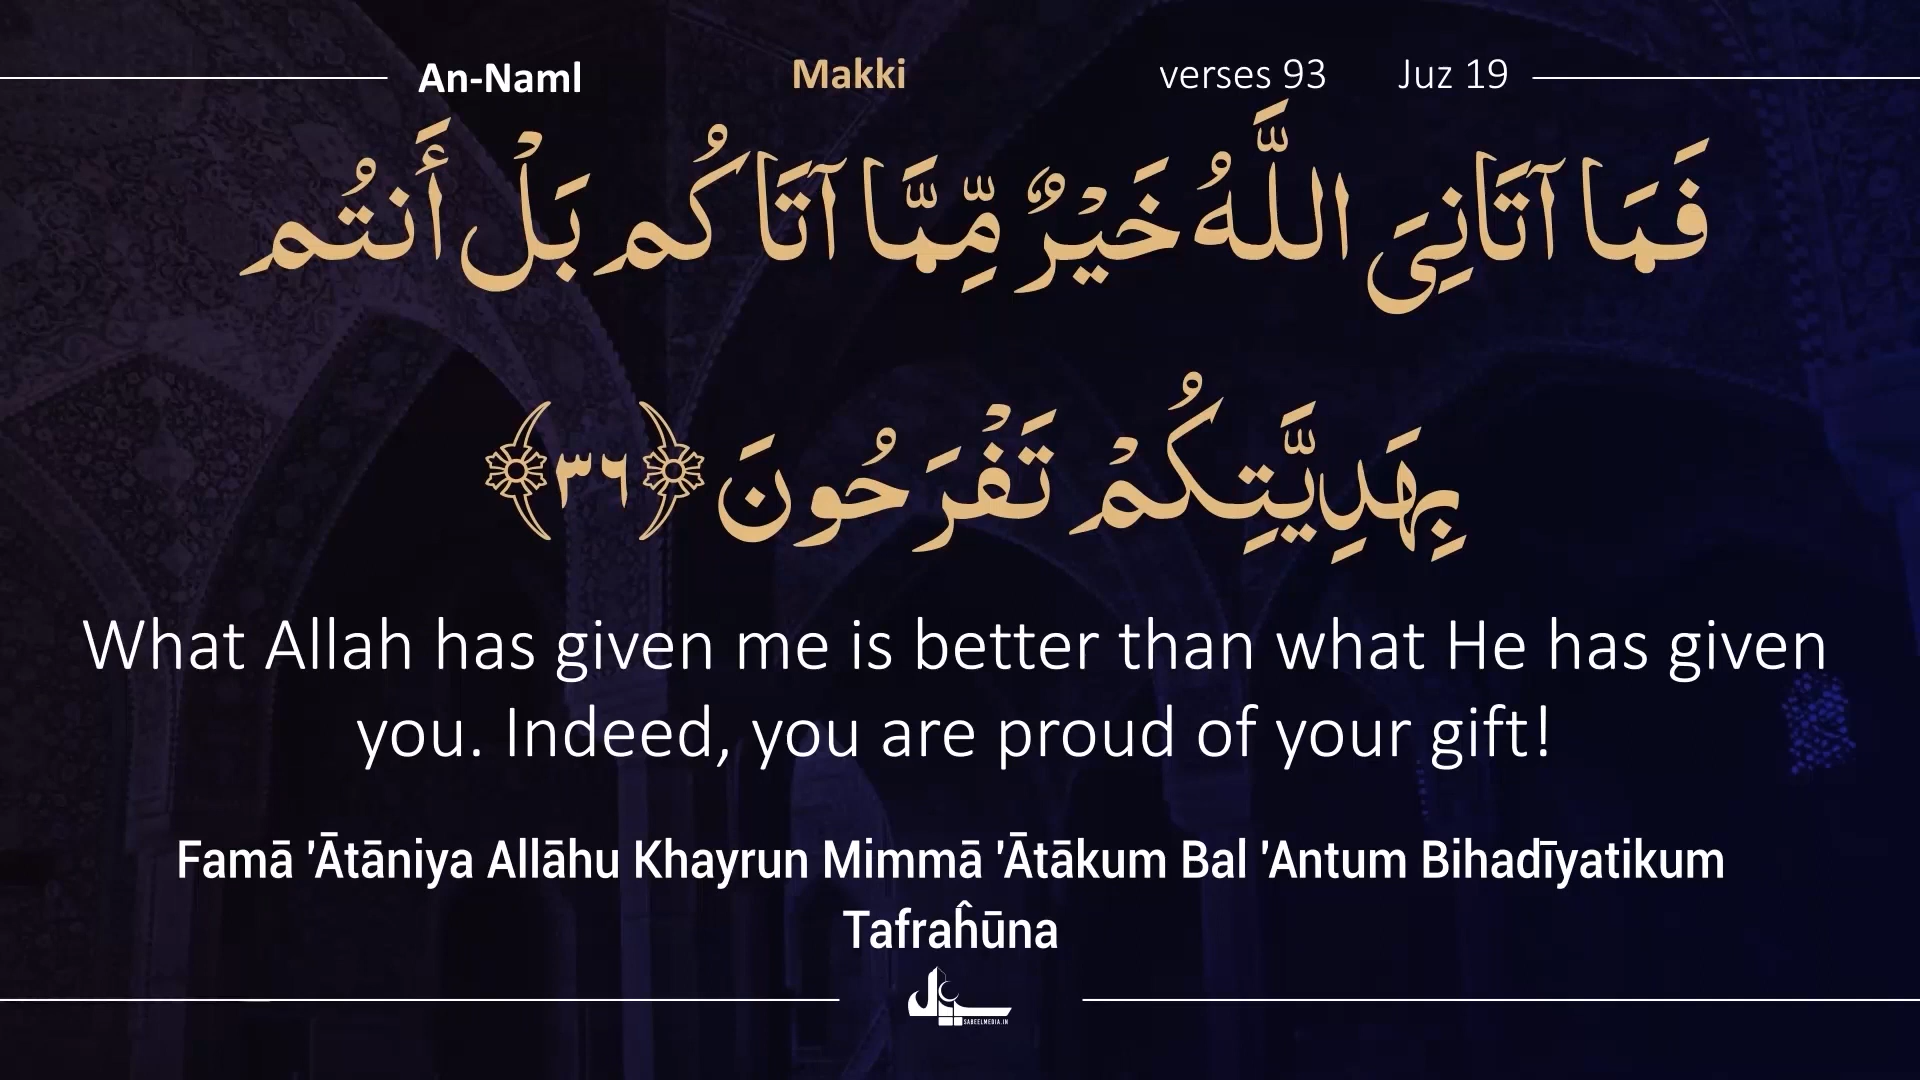 An-Naml Makki verses 93 Juz 19
فَمَا آتَانِيَ اللَّهُ خَيْرٌ مِّمَّا آتَاكُم بَلْ أَنتُم
بِهَدِيَّتِكُمْ تَفْرَحُونَ ﴿٣٦﴾
What Allah has given me is better than what He has given
you. Indeed, you are proud of your gift!
Famā 'Ātāniya Allāhu Khayrun Mimmā 'Ātākum Bal 'Antum Bihadīyatikum
Tafraĥūna
SABEELMEDIA.IN